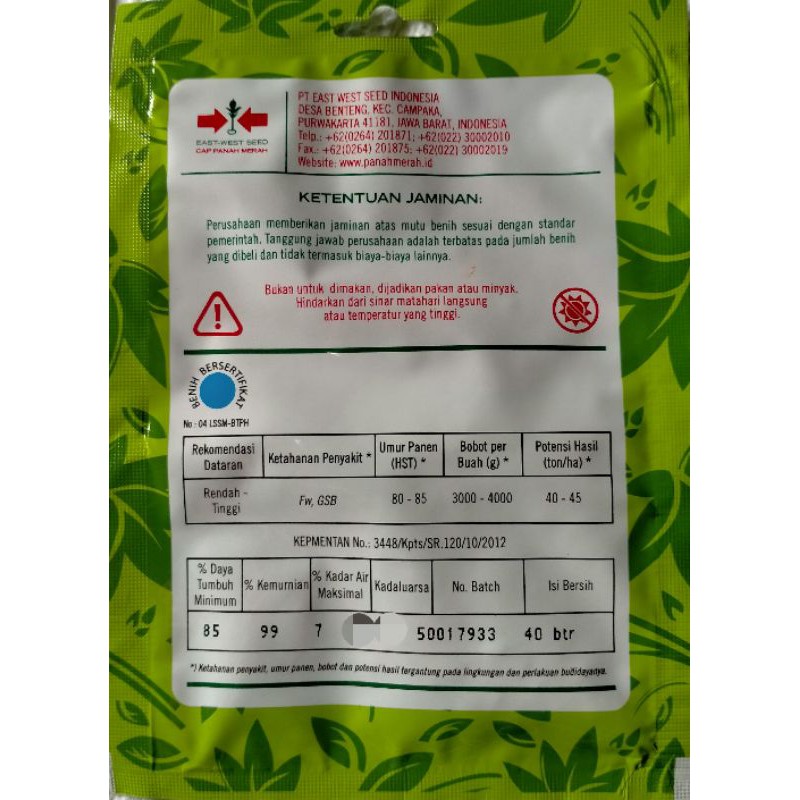 EAST-WEST SEED
CAP PANAH MERAH
PT EAST WEST SEED INDONESIA
DESA BENTENG, KEC. CAMPAKA,
PURWAKARTA 41181, JAWA BARAT, INDONESIA
Telp.: +62(0264) 201871; +62(022) 30002010
Fax.: +62(0264) 201875; +62(022) 30002019
Website: www.panahmerah.id
KETENTUAN JAMINAN:
Perusahaan memberikan jaminan atas mutu benih sesuai dengan standar
pemerintah. Tanggung jawab perusahaan adalah terbatas pada jumlah benih
yang dibeli dan tidak termasuk biaya-biaya lainnya.
Bukan untuk dimakan, dijadikan pakan atau minyak.
Hindarkan dari sinar matahari langsung
atau temperatur yang tinggi.
BENIH BERSERTIFIKAT
No : 04 LSSM-BTPH
Rekomendasi Dataran Ketahanan Penyakit * Umur Panen (HST) * Bobot per Buah (g) * Potensi Hasil (ton/ha) *
Rendah - Tinggi Fw, GSB 80 - 85 3000 - 4000 40 - 45
KEPMENTAN No.: 3448/Kpts/SR.120/10/2012
% Daya Tumbuh Minimum % Kemurnian % Kadar Air Maksimal Kadaluarsa No. Batch Isi Bersih
85 99 7 50017933 40 btr
*) Ketahanan penyakit, umur panen, bobot dan potensi hasil tergantung pada lingkungan dan perlakuan budidayanya.